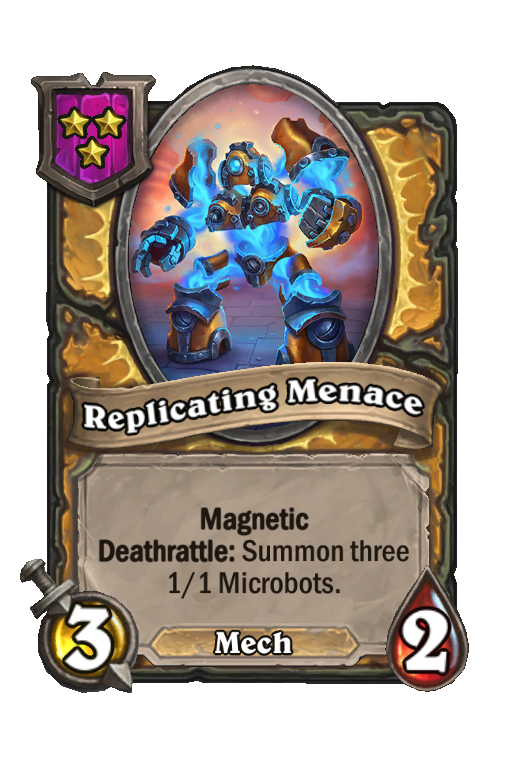 Replicating Menace
Magnetic
Deathrattle: Summon three
1/1 Microbots.
3
Mech
2